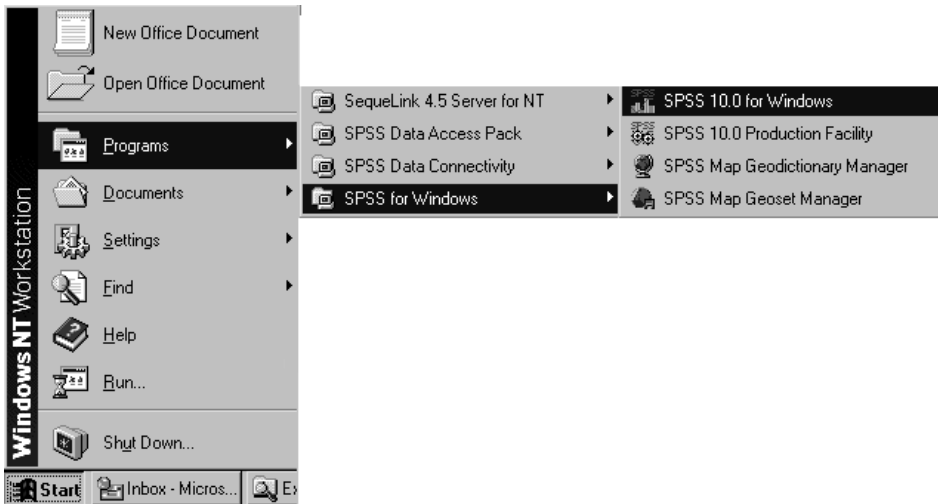 New Office Document
Open Office Document
Programs
Documents
Settings
Find
Help
Run...
Shut Down...
Windows NT Workstation
SequeLink 4.5 Server for NT
SPSS Data Access Pack
SPSS Data Connectivity
SPSS for Windows
SPSS 10.0 for Windows
SPSS 10.0 Production Facility
SPSS Map Geodictionary Manager
SPSS Map Geoset Manager
Start
Inbox - Micros...